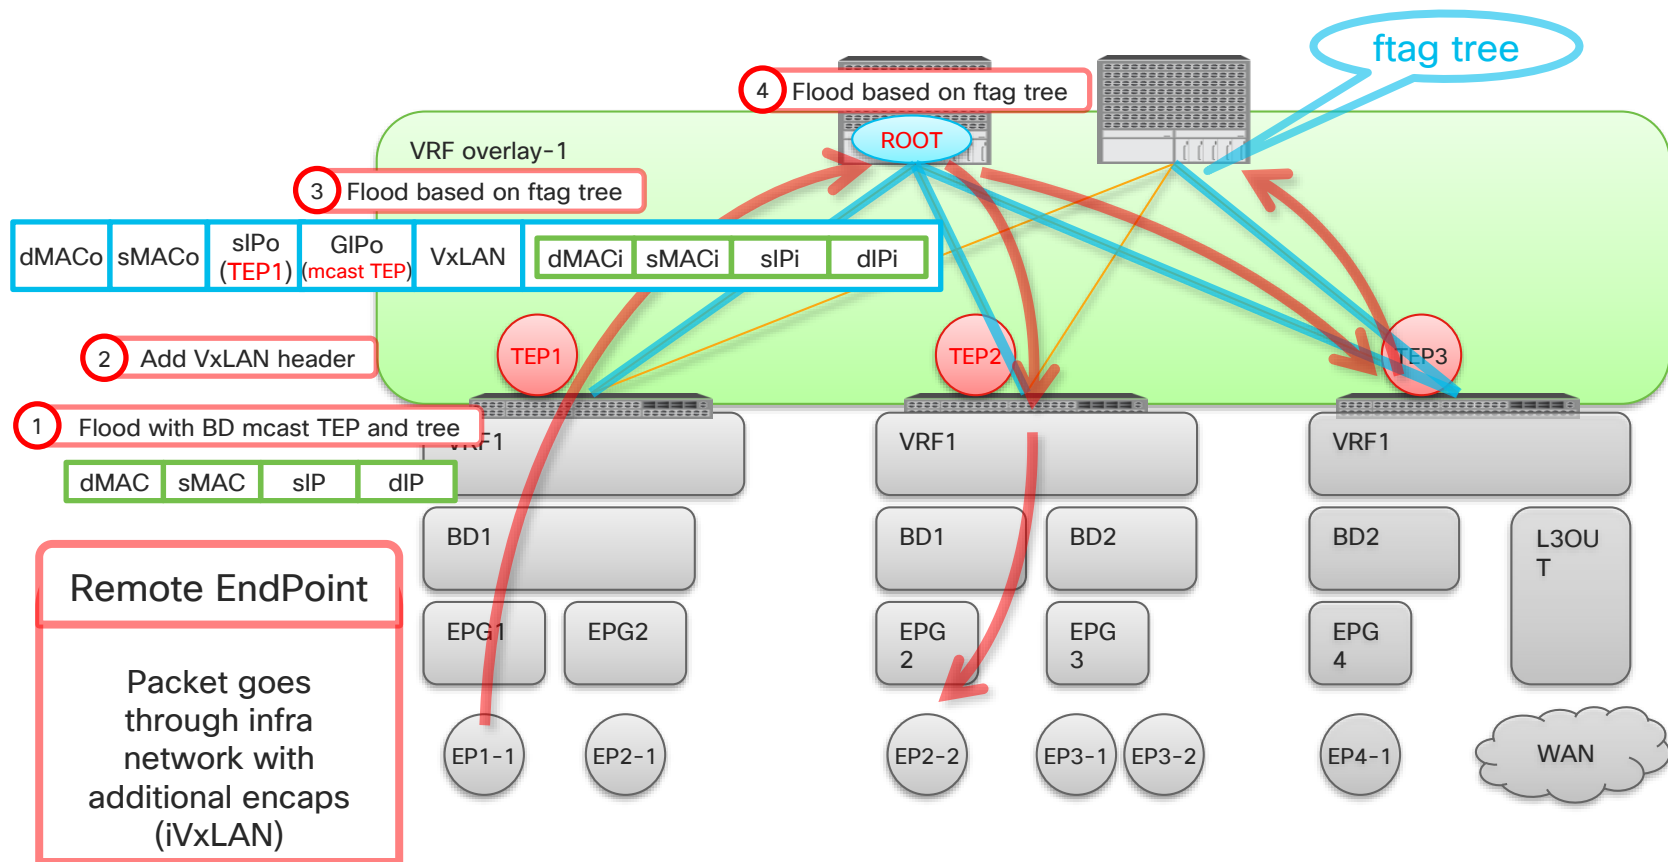 ftag tree
4 Flood based on ftag tree
ROOT
VRF overlay-1
3 Flood based on ftag tree
dMACo sMACo sIPo (TEP1) GIPo (mcast TEP) VxLAN dMACi sMACi sIPi dIPi
2 Add VxLAN header
TEP1 TEP2 TEP3
1 Flood with BD mcast TEP and tree
VRF1 VRF1 VRF1
dMAC sMAC sIP dIP
BD1 BD1 BD2 BD2 L3OU
T
Remote EndPoint
EPG1 EPG2 EPG
2 EPG
3 EPG
4
Packet goes
through infra
network with
additional encaps
(iVxLAN)
EP1-1 EP2-1 EP2-2 EP3-1 EP3-2 EP4-1 WAN